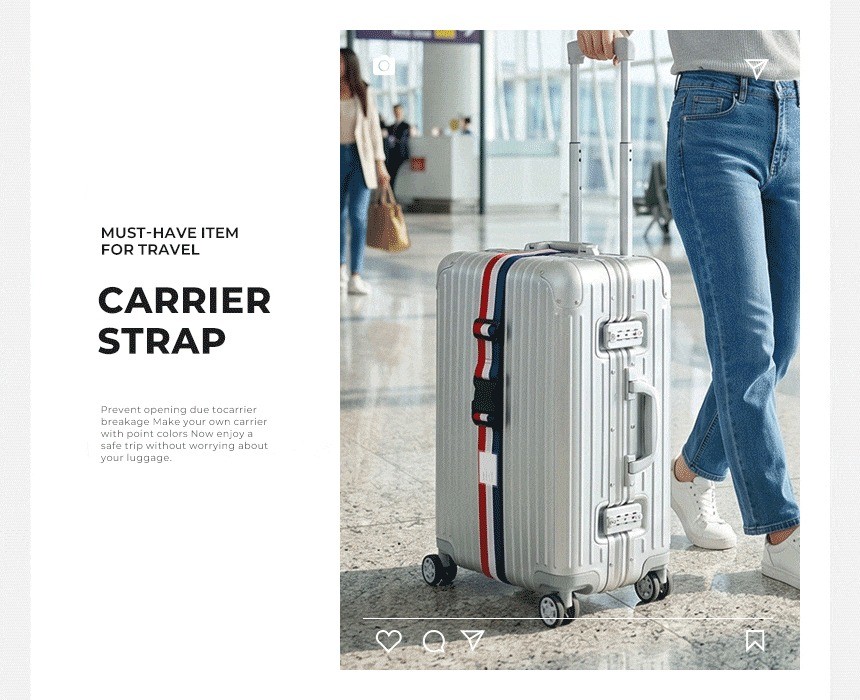 MUST-HAVE ITEM
FOR TRAVEL
CARRIER
STRAP
Prevent opening due tocarrier
breakage Make your own carrier
with point colors Now enjoy a
safe trip without worrying about
your luggage.